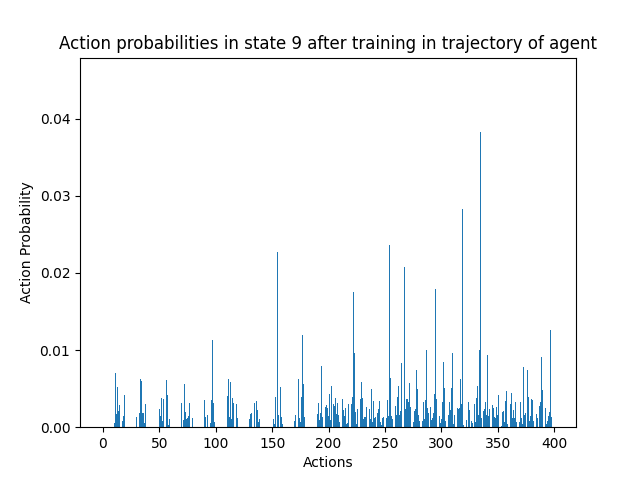 Action probabilities in state 9 after training in trajectory of agent
0.04
0.03
0.02
0.01
0.00
Action Probability
0 50 100 150 200 250 300 350 400
Actions